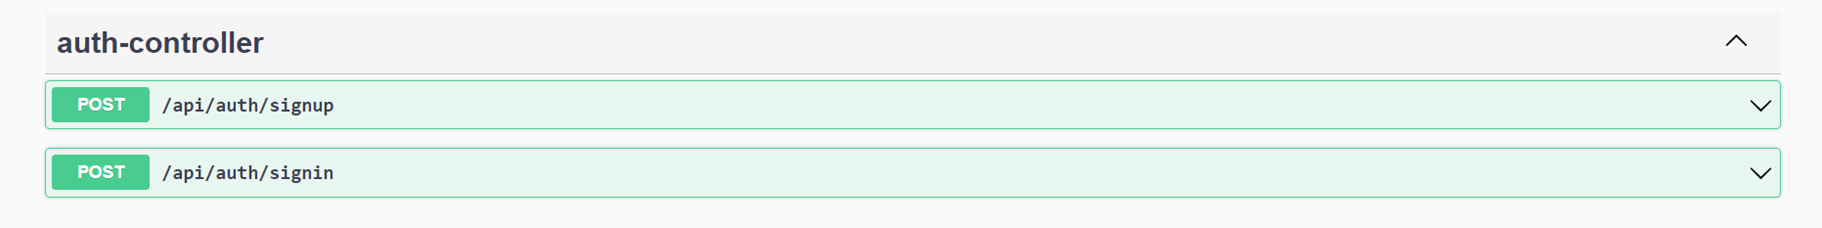 auth-controller
POST /api/auth/signup
POST /api/auth/signin